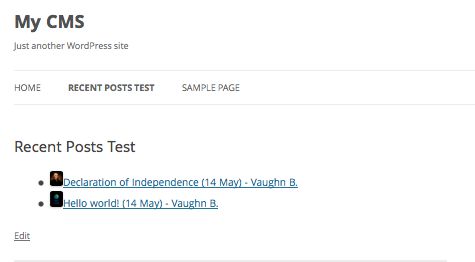 My CMS
Just another WordPress site
HOME RECENT POSTS TEST SAMPLE PAGE
Recent Posts Test
Declaration of Independence (14 May) - Vaughn B.
Hello world! (14 May) - Vaughn B.
Edit